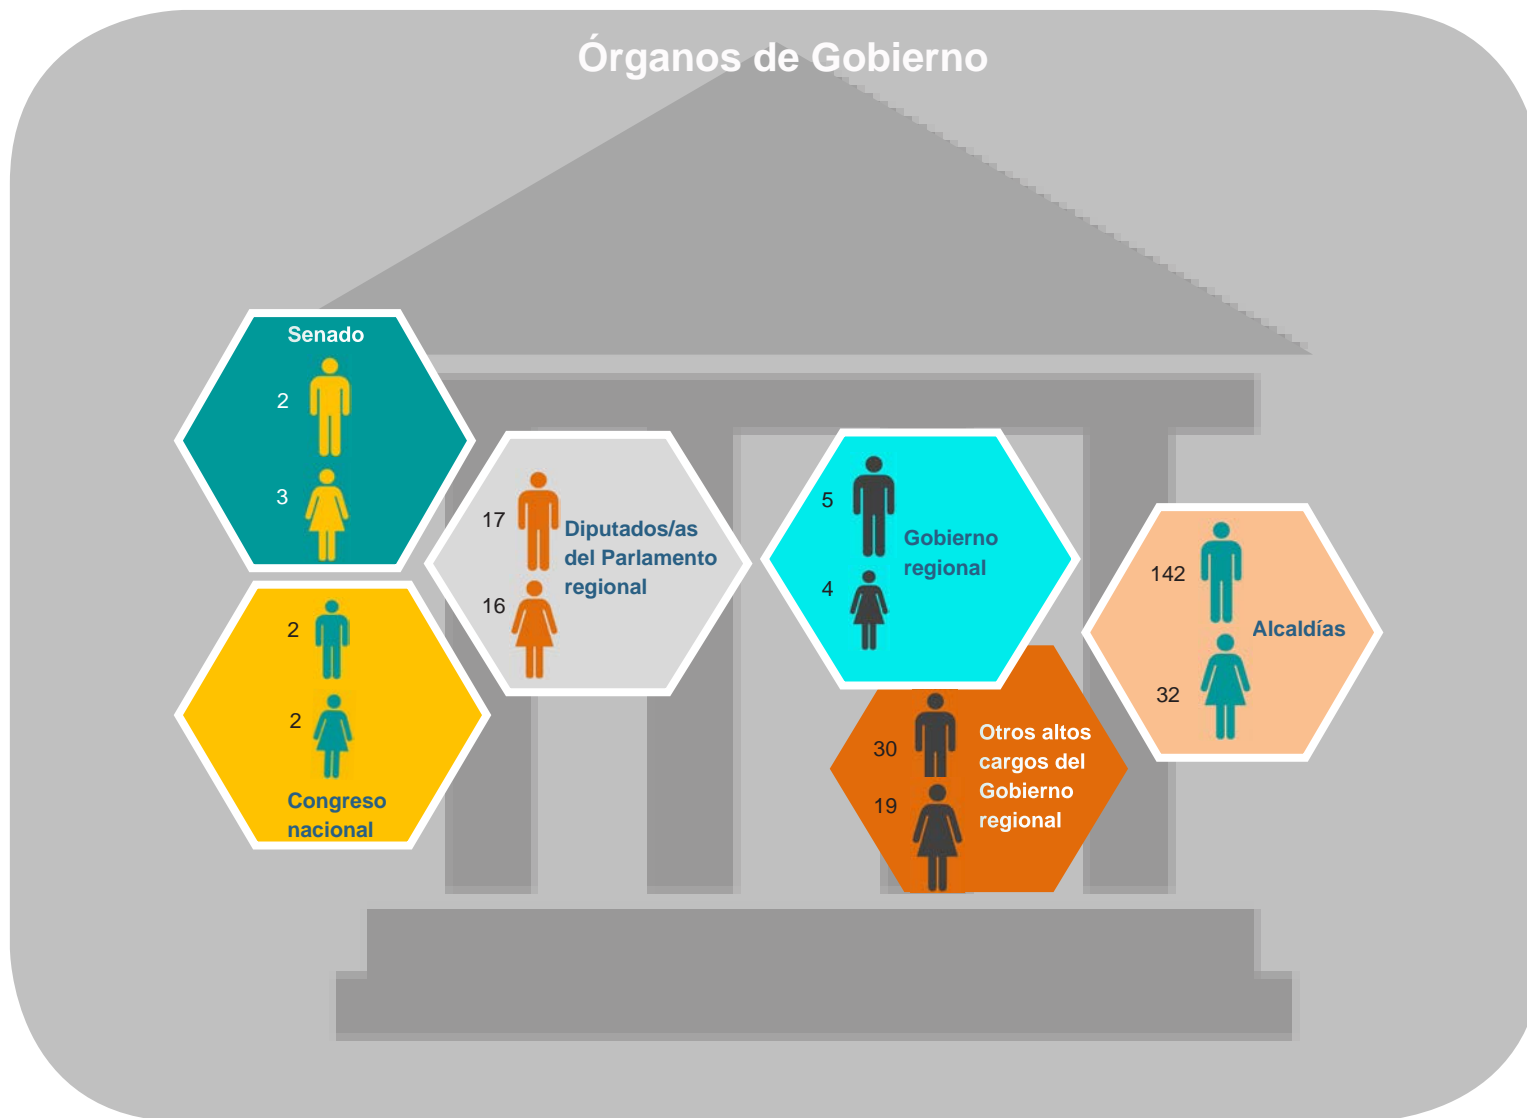 Órganos de Gobierno
Senado
2
3
2
2
Congreso
nacional
17
16
Diputados/as
del Parlamento
regional
5
4
Gobierno
regional
30
19
Otros altos
cargos del
Gobierno
regional
142
32
Alcaldías